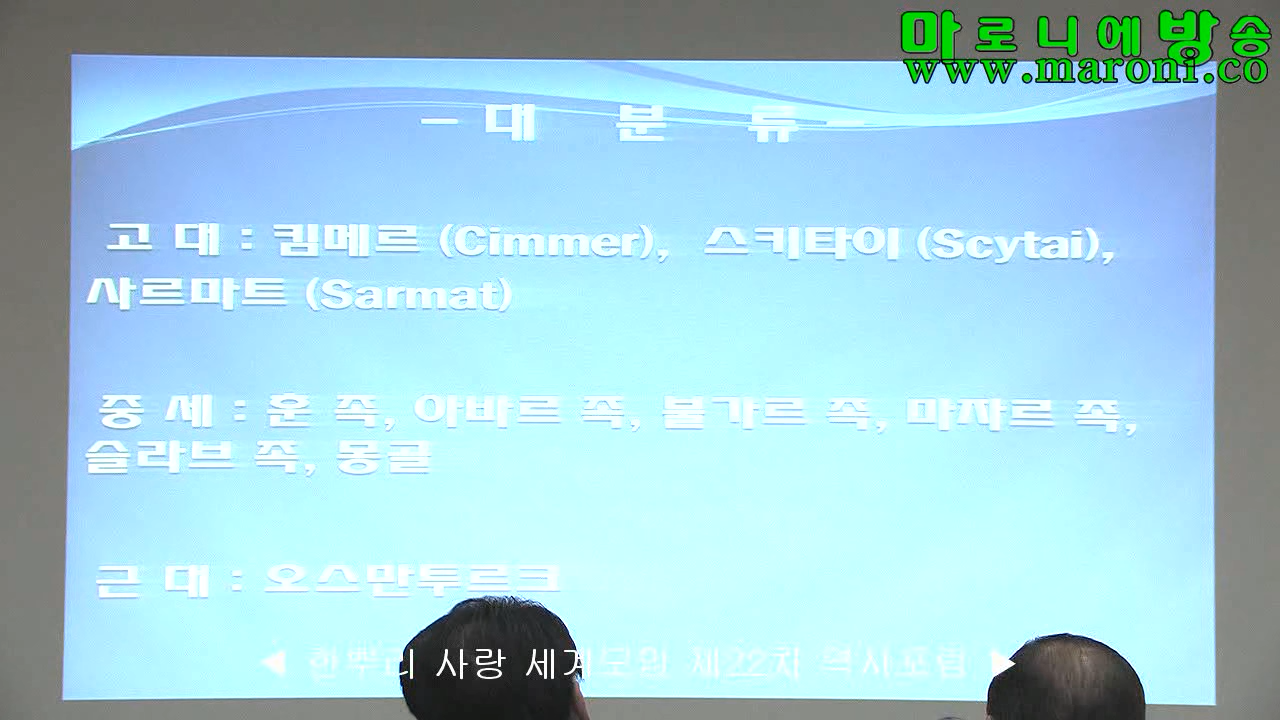 마로니에방송
www.maroni.co
- 대 분 류 -
고 대 : 킴메르 (Cimmer), 스키타이 (Scytai),
사르마트 (Sarmat)
중 세 : 훈 족, 아바르 족, 불가르 족, 마자르 족,
슬라브 족, 몽골
근 대 : 오스만투르크
◀ 한뿌리 사랑 세계모임 제22차 역사포럼 ▶